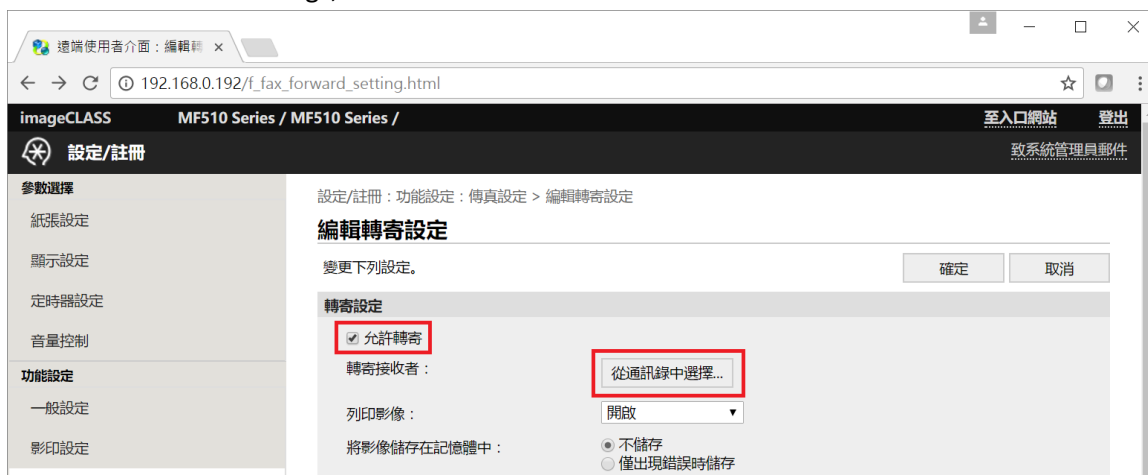 遠端使用者介面：編輯轉
192.168.0.192/f_fax_forward_setting.html
imageCLASS MF510 Series / MF510 Series / 至入口網站 登出
設定/註冊 致系統管理員郵件
參數選擇
紙張設定
顯示設定
定時器設定
音量控制
功能設定
一般設定
影印設定
設定/註冊：功能設定：傳真設定 > 編輯轉寄設定
編輯轉寄設定
變更下列設定。 確定 取消
轉寄設定
允許轉寄
轉寄接收者： 從通訊錄中選擇...
列印影像： 開啟
將影像儲存在記憶體中： 不儲存
僅出現錯誤時儲存